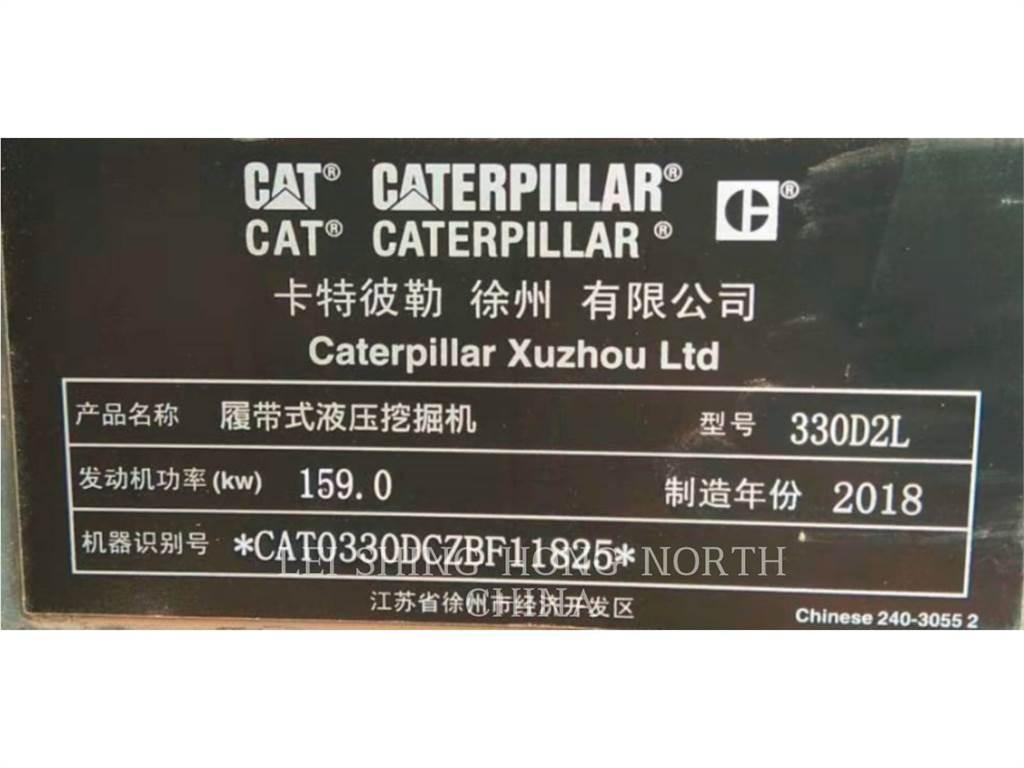 CAT® CATERPILLAR® ®
CAT® CATERPILLAR ®
卡特彼勒 徐州 有限公司
Caterpillar Xuzhou Ltd
产品名称 履带式液压挖掘机 型号 330D2L
发动机功率(kw) 159.0 制造年份 2018
机器识别号 *CAT0330DCZBF11825*
LEI SHING HONG NORTH
CHINA
江苏省徐州市经济开发区
Chinese 240-3055 2